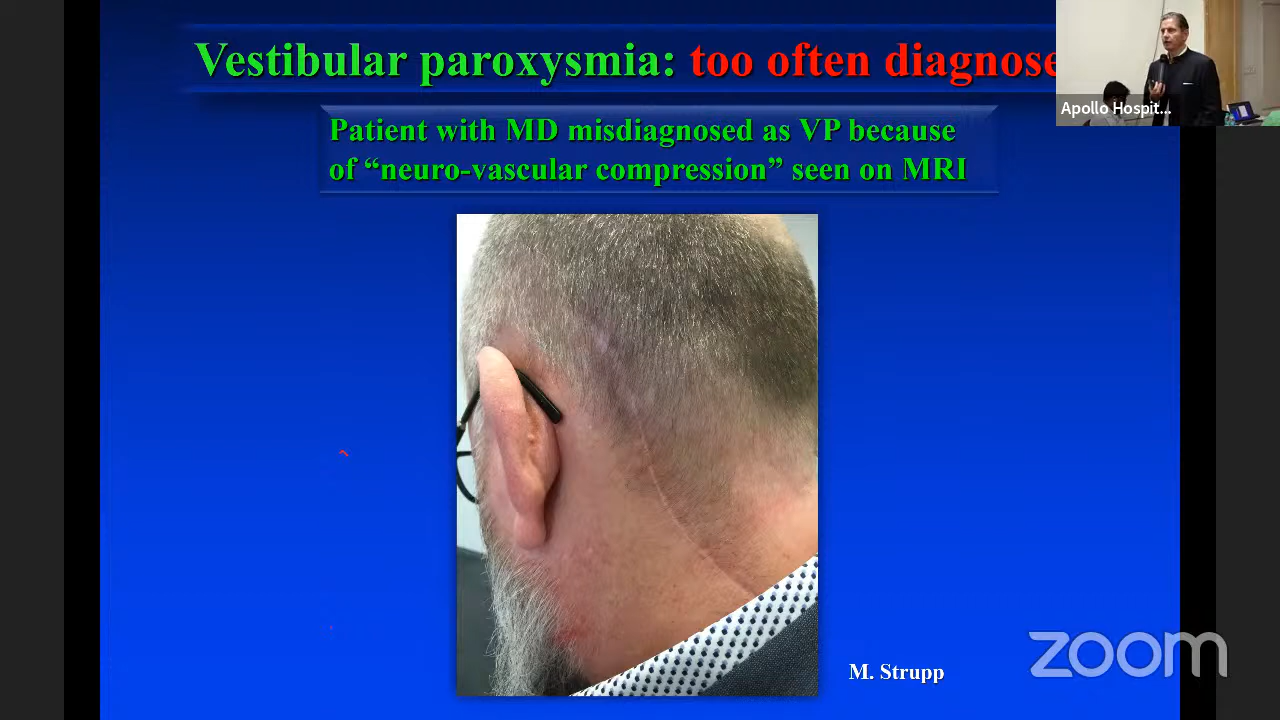 Vestibular paroxysmia: too often diagnose
Apollo Hospit...
Patient with MD misdiagnosed as VP because
of “neuro-vascular compression” seen on MRI
M. Strupp
zoom